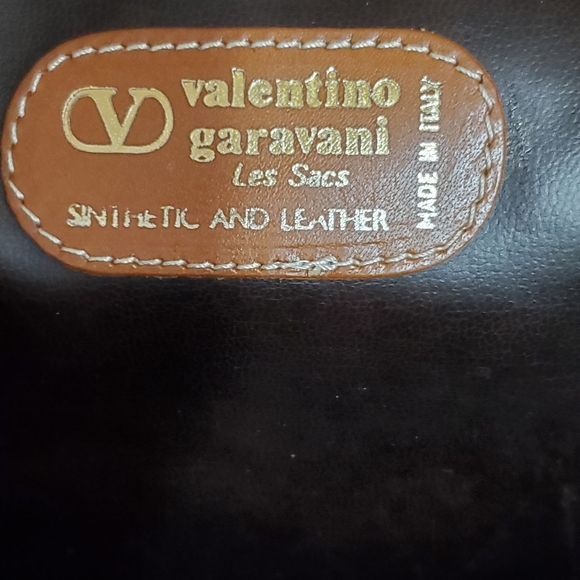 V
valentino
garavani
Les Sacs
SINTHETIC AND LEATHER
MADE IN ITALY